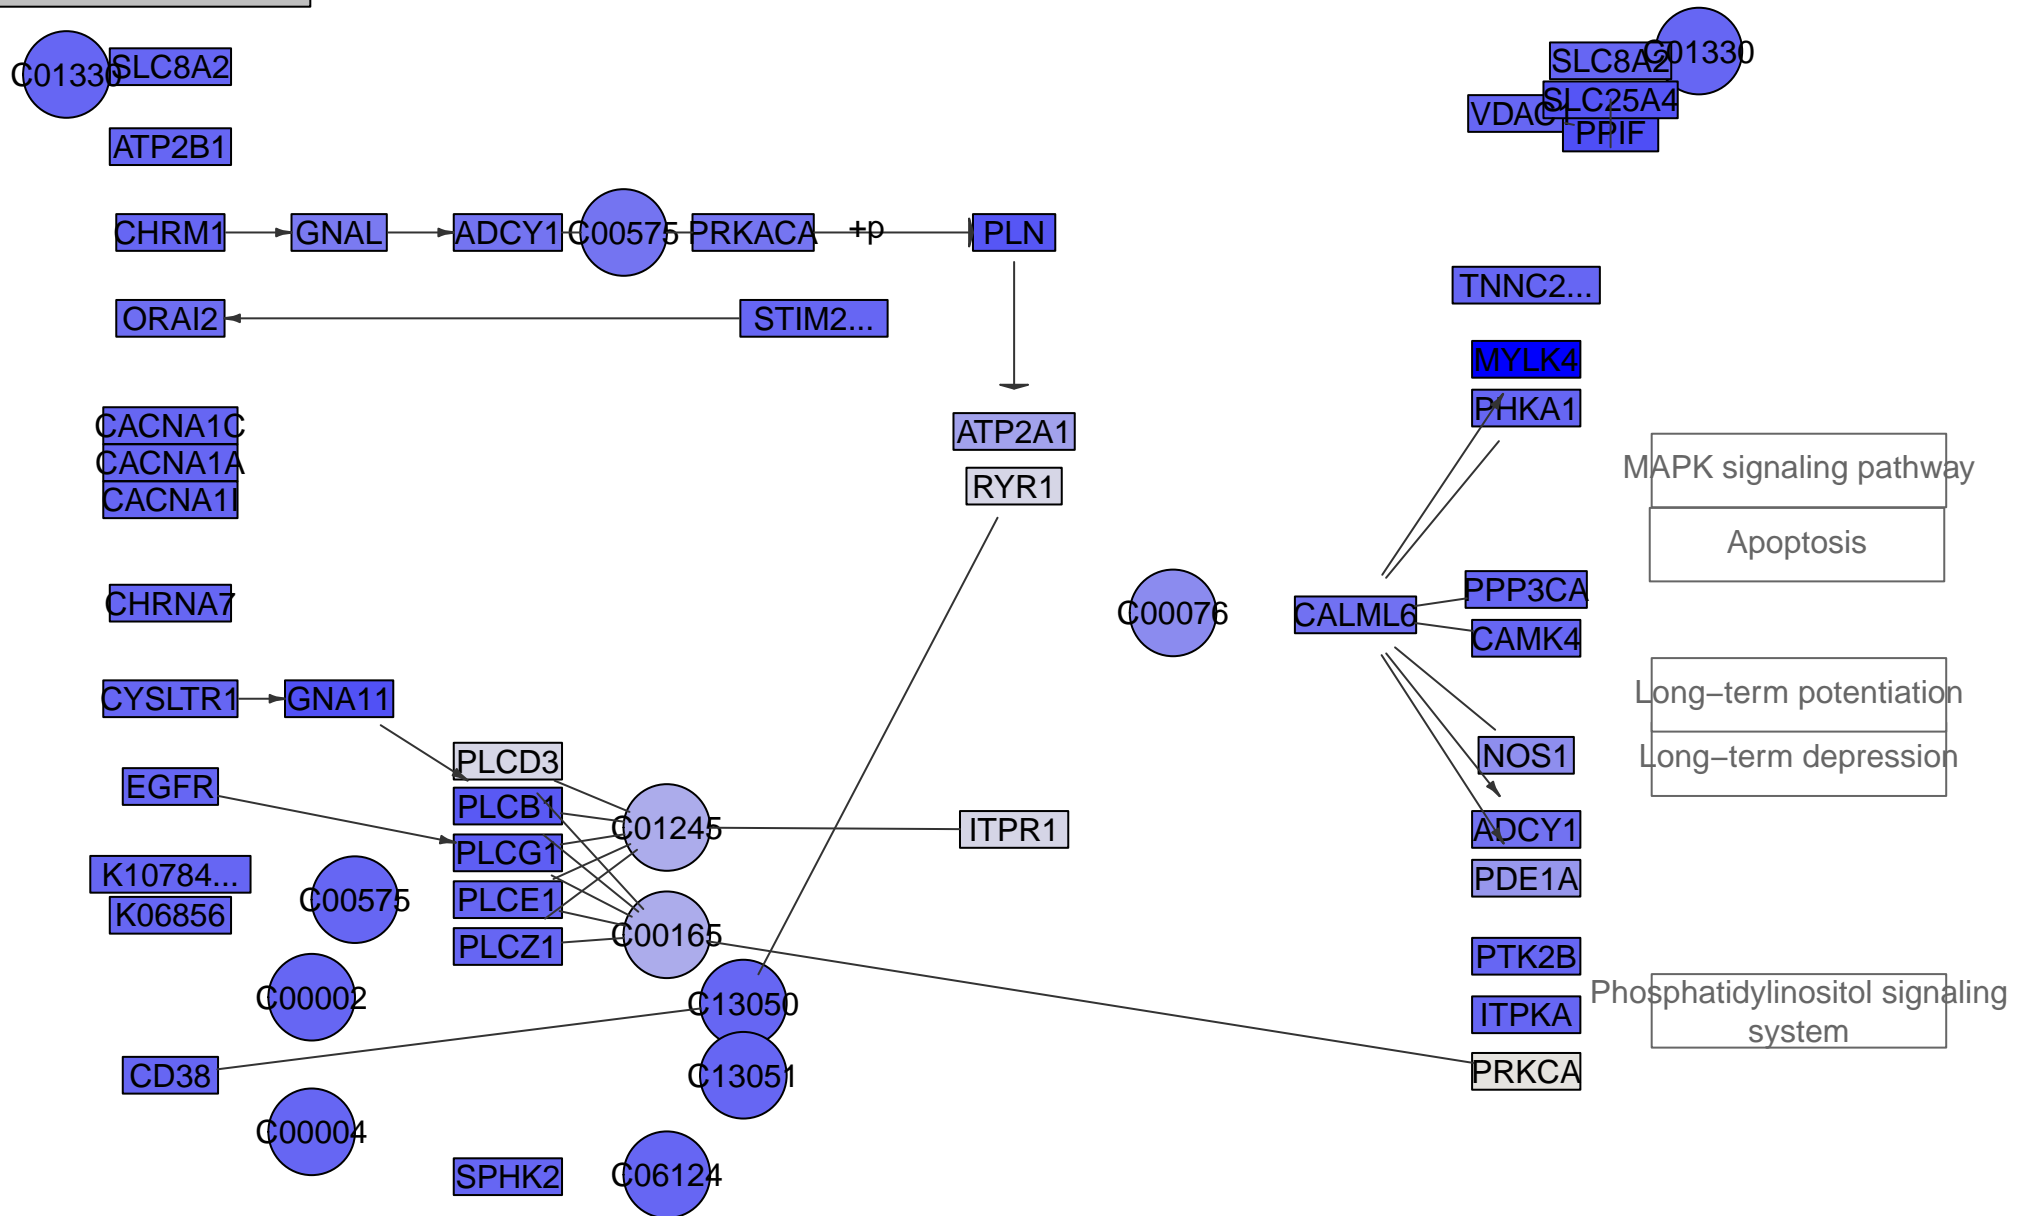 C01330
SLC8A2
SLC8A2
C01330
SLC25A4
VDAC1
PPIF
ATP2B1
CHRM1
GNAL
ADCY1
C00575
PRKACA
+p
PLN
TNNC2...
ORAI2
STIM2...
MYLK4
PHKA1
CACNA1C
CACNA1A
CACNA1I
ATP2A1
RYR1
MAPK signaling pathway
Apoptosis
CHRNA7
C00076
CALML6
PPP3CA
CAMK4
CYSLTR1
GNA11
Long−term potentiation
Long−term depression
NOS1
PLCD3
EGFR
PLCB1
C01245
ITPR1
ADCY1
PLCG1
K10784...
PDE1A
K06856
C00575
PLCE1
C00165
PLCZ1
PTK2B
C00002
C13050
ITPKA
Phosphatidylinositol signaling
system
CD38
C13051
PRKCA
C00004
SPHK2
C06124